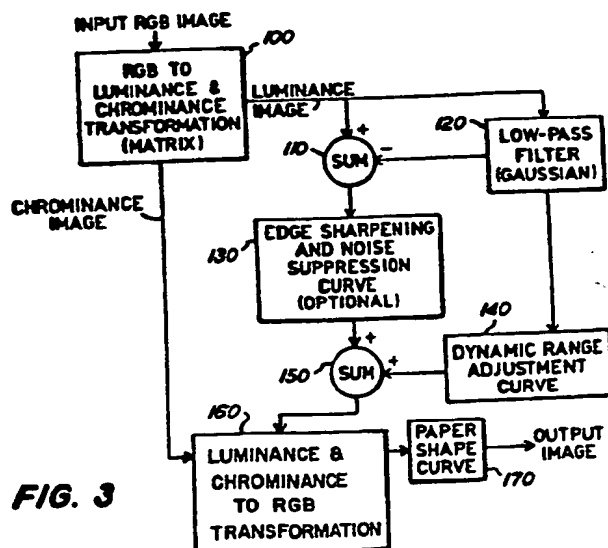 INPUT RGB IMAGE
100
RGB TO
LUMINANCE &
CHROMINANCE
TRANSFORMATION
(MATRIX)
LUMINANCE
IMAGE
120
LOW-PASS
FILTER
(GAUSSIAN)
+
110
SUM
-
CHROMINANCE
IMAGE
130
EDGE SHARPENING
AND NOISE
SUPPRESSION
CURVE
(OPTIONAL)
140
DYNAMIC RANGE
ADJUSTMENT
CURVE
+
150
SUM
+
160
LUMINANCE &
CHROMINANCE
TO RGB
TRANSFORMATION
PAPER
SHAPE
CURVE
170
OUTPUT
IMAGE
FIG. 3